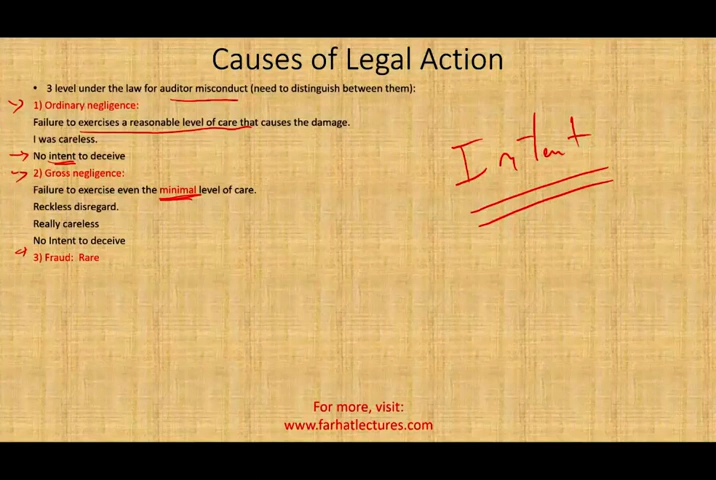 Causes of Legal Action
• 3 level under the law for auditor misconduct (need to distinguish between them):
1) Ordinary negligence:
Failure to exercises a reasonable level of care that causes the damage.
I was careless.
No intent to deceive
2) Gross negligence:
Failure to exercise even the minimal level of care.
Reckless disregard.
Really careless
No Intent to deceive
3) Fraud: Rare
Intent
For more, visit:
www.farhatlectures.com